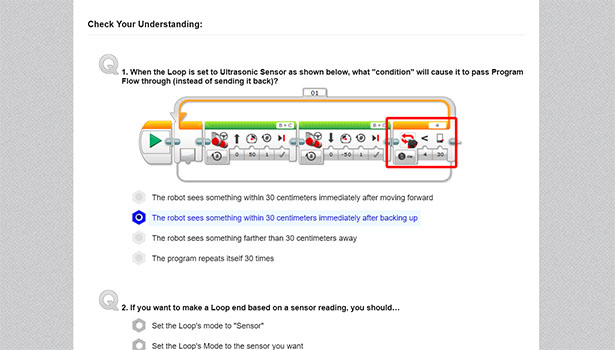 Check Your Understanding:
Q
1. When the Loop is set to Ultrasonic Sensor as shown below, what "condition" will cause it to pass Program
Flow through (instead of sending it back)?
01
B + C
B + C
4
0 50 1
0 -50 1
4 30
The robot sees something within 30 centimeters immediately after moving forward
The robot sees something within 30 centimeters immediately after backing up
The robot sees something farther than 30 centimeters away
The program repeats itself 30 times
Q
2. If you want to make a Loop end based on a sensor reading, you should...
Set the Loop's mode to "Sensor"
Set the Loop's Mode to the sensor you want